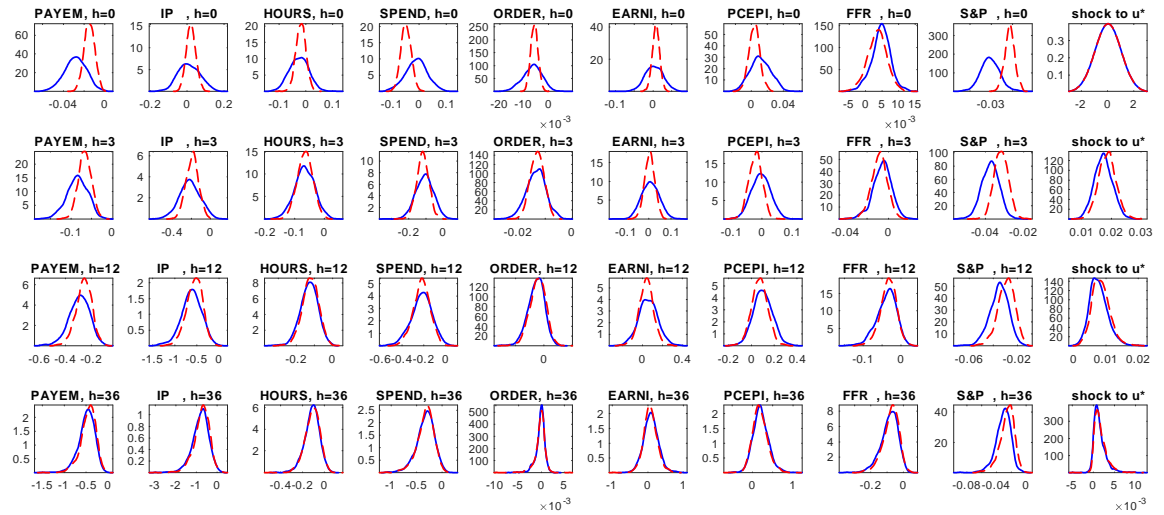 PAYEM, h=0 IP , h=0 HOURS, h=0 SPEND, h=0 ORDER, h=0 EARNI, h=0 PCEPI, h=0 FFR , h=0 S&P , h=0 shock to u*
60 40 20 -0.04 0
15 10 5 -0.2 0 0.2
15 10 5 -0.1 0 0.1
20 15 10 5 -0.1 0 0.1
250 200 150 100 50 -20 -10 0 ×10⁻³
40 20 -0.1 0
50 40 30 20 10 0 0.04
150 100 50 -5 0 5 10 15 ×10⁻³
300 200 100 -0.03
0.3 0.2 0.1 -2 0 2
PAYEM, h=3 IP , h=3 HOURS, h=3 SPEND, h=3 ORDER, h=3 EARNI, h=3 PCEPI, h=3 FFR , h=3 S&P , h=3 shock to u*
20 15 10 5 -0.1 0
6 4 2 -0.4 0
15 10 5 -0.2 -0.1 0 0.1
10 8 6 4 2 -0.2 0
140 120 100 80 60 40 20 -0.02 0
15 10 5 -0.1 0 0.1
15 10 5 -0.1 0 0.1
50 40 30 20 10 -0.04 0
100 80 60 40 20 -0.04 -0.02
120 100 80 60 40 20 0.01 0.02 0.03
PAYEM, h=12 IP , h=12 HOURS, h=12 SPEND, h=12 ORDER, h=12 EARNI, h=12 PCEPI, h=12 FFR , h=12 S&P , h=12 shock to u*
6 4 2 -0.6 -0.4 -0.2
2 1.5 1 0.5 -1.5 -1 -0.5 0
8 6 4 2 -0.2 0
5 4 3 2 1 -0.6 -0.4 -0.2 0
120 100 80 60 40 20 0
5 4 3 2 1 0 0.4
6 4 2 -0.2 0 0.2 0.4
15 10 5 -0.1 0
50 40 30 20 10 -0.06 -0.02
140 120 100 80 60 40 20 0 0.01 0.02
PAYEM, h=36 IP , h=36 HOURS, h=36 SPEND, h=36 ORDER, h=36 EARNI, h=36 PCEPI, h=36 FFR , h=36 S&P , h=36 shock to u*
2 1.5 1 0.5 -1.5 -1 -0.5 0
1 0.8 0.6 0.4 0.2 -3 -2 -1 0
6 4 2 -0.4 -0.2 0
2.5 2 1.5 1 0.5 -0.5 0
500 400 300 200 100 -10 -5 0 5 ×10⁻³
2 1.5 1 0.5 -1 0 1
2 1.5 1 0.5 0 1
8 6 4 2 -0.2 0
40 20 -0.08 -0.04 0
300 200 100 -5 0 5 10 ×10⁻³